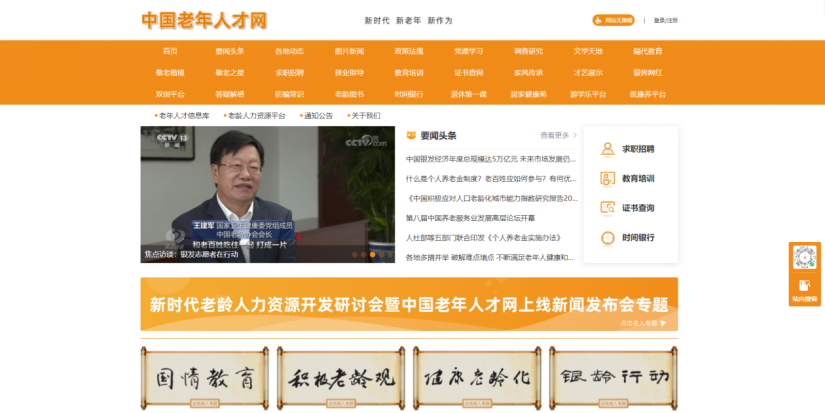 中国老年人才网
新时代 新老年 新作为
网站无障碍
登录/注册
首页 要闻头条 各地动态 图片新闻 政策法规 党课学习 调查研究 文学天地 隔代教育
敬老楷模 敬老之星 求职招聘 择业指导 教育培训 证书查询 家风传承 才艺展示 银界网红
双创平台 答疑解惑 防骗常识 老龄图书 时间银行 退休第一课 居家健康苑 游学乐平台 医康养平台
老年人才信息库 老龄人力资源平台 通知公告 关于我们
CCTV 13
新闻
CCTV.com
王建军 国家卫生健康委党组成员
中国老龄协会会长
和老百姓吃住一起 打成一片
焦点访谈：银发志愿者在行动
要闻头条
查看更多
中国银发经济年度总规模达5万亿元 未来市场发展仍...
什么是个人养老金制度？老百姓应如何参与？有何优...
《中国积极应对人口老龄化城市能力指数研究报告20...
第八届中国养老服务业发展高层论坛开幕
人社部等五部门联合印发《个人养老金实施办法》
各地多措并举 破解难点堵点 不断满足老年人健康和...
求职招聘
教育培训
证书查询
时间银行
站内搜索
新时代老龄人力资源开发研讨会暨中国老年人才网上线新闻发布会专题
点击进入专题
国情教育
积极老龄观
健康老龄化
银龄行动